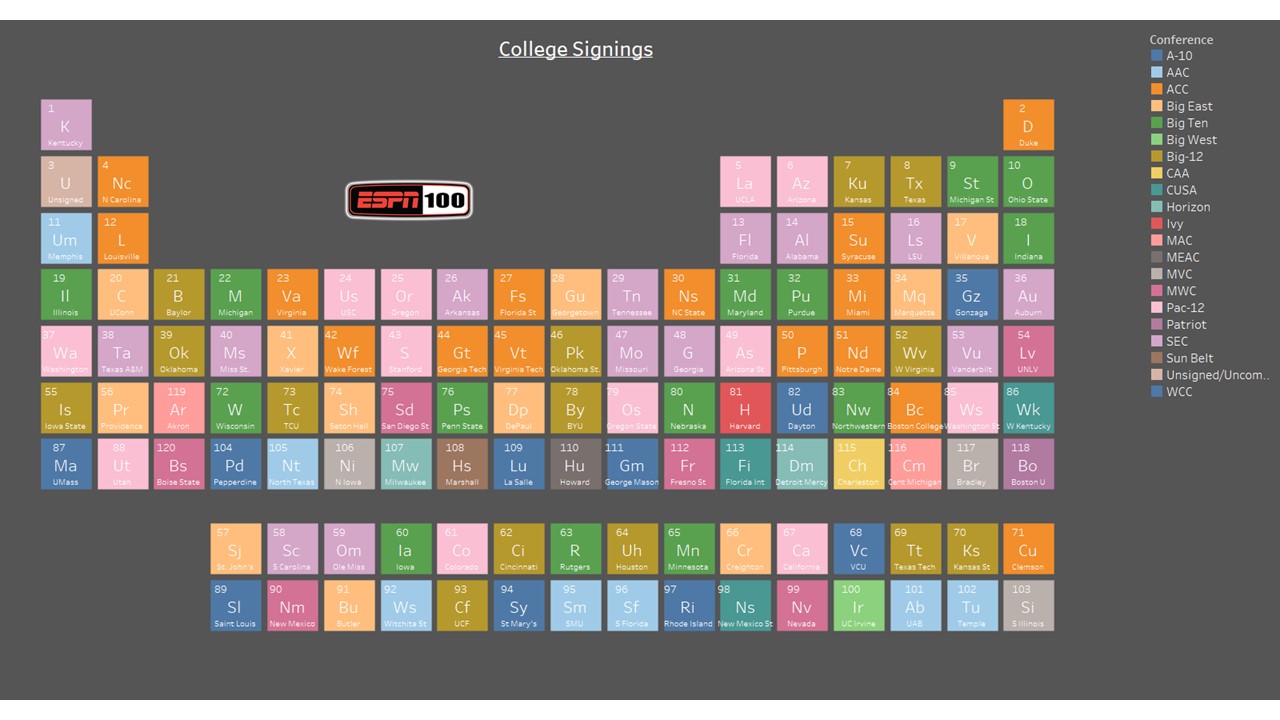 College Signings
Conference
A-10
AAC
ACC
Big East
Big Ten
Big West
Big-12
CAA
CUSA
Horizon
Ivy
MAC
MEAC
MVC
MWC
Pac-12
Patriot
SEC
Sun Belt
Unsigned/Uncom..
WCC
1 2
K D
Kentucky Duke
3 4 5 6 7 8 9 10
U Nc La Az Ku Tx St O
Unsigned N Carolina UCLA Arizona Kansas Texas Michigan St Ohio State
ESPN 100
11 12 13 14 15 16 17 18
Um L Fl Al Su Ls V I
Memphis Louisville Florida Alabama Syracuse LSU Villanova Indiana
19 20 21 22 23 24 25 26 27 28 29 30 31 32 33 34 35 36
Il C B M Va Us Or Ak Fs Gu Tn Ns Md Pu Mi Mq Gz Au
Illinois UConn Baylor Michigan Virginia USC Oregon Arkansas Florida St Georgetown Tennessee NC State Maryland Purdue Miami Marquette Gonzaga Auburn
37 38 39 40 41 42 43 44 45 46 47 48 49 50 51 52 53 54
Wa Ta Ok Ms X Wf S Gt Vt Pk Mo G As P Nd Wv Vu Lv
Washington Texas A&M Oklahoma Miss St. Xavier Wake Forest Stanford Georgia Tech Virginia Tech Oklahoma St. Missouri Georgia Arizona St Pittsburgh Notre Dame W Virginia Vanderbilt UNLV
55 56 119 72 73 74 75 76 77 78 79 80 81 82 83 84 85 86
Is Pr Ar W Tc Sh Sd Ps Dp By Os N H Ud Nw Bc Ws Wk
Iowa State Providence Akron Wisconsin TCU Seton Hall San Diego St Penn State DePaul BYU Oregon State Nebraska Harvard Dayton Northwestern Boston College Washington St W Kentucky
87 88 120 104 105 106 107 108 109 110 111 112 113 114 115 116 117 118
Ma Ut Bs Pd Nt Ni Mw Hs Lu Hu Gm Fr Fi Dm Ch Cm Br Bo
UMass Utah Boise State Pepperdine North Texas N Iowa Milwaukee Marshall La Salle Howard George Mason Fresno St Florida Int Detroit Mercy Charleston Cent Michigan Bradley Boston U
57 58 59 60 61 62 63 64 65 66 67 68 69 70 71
Sj Sc Om Ia Co Ci R Uh Mn Cr Ca Vc Tt Ks Cu
St. John's S Carolina Ole Miss Iowa Colorado Cincinnati Rutgers Houston Minnesota Creighton California VCU Texas Tech Kansas St Clemson
89 90 91 92 93 94 95 96 97 98 99 100 101 102 103
Sl Nm Bu Ws Cf Sy Sm Sf Ri Ns Nv Ir Ab Tu Si
Saint Louis New Mexico Butler Witchita St UCF St Mary's SMU S Florida Rhode Island New Mexico St Nevada UC Irvine UAB Temple S Illinois